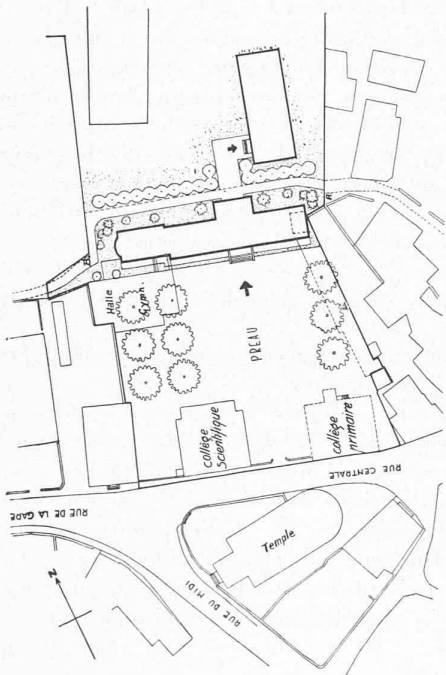 Halle
Gymn.
PREAU
collège
Scientifique
collège
primaire
RUE CENTRALE
RUE DE LA GARE
Temple
RUE DU MIDI
N